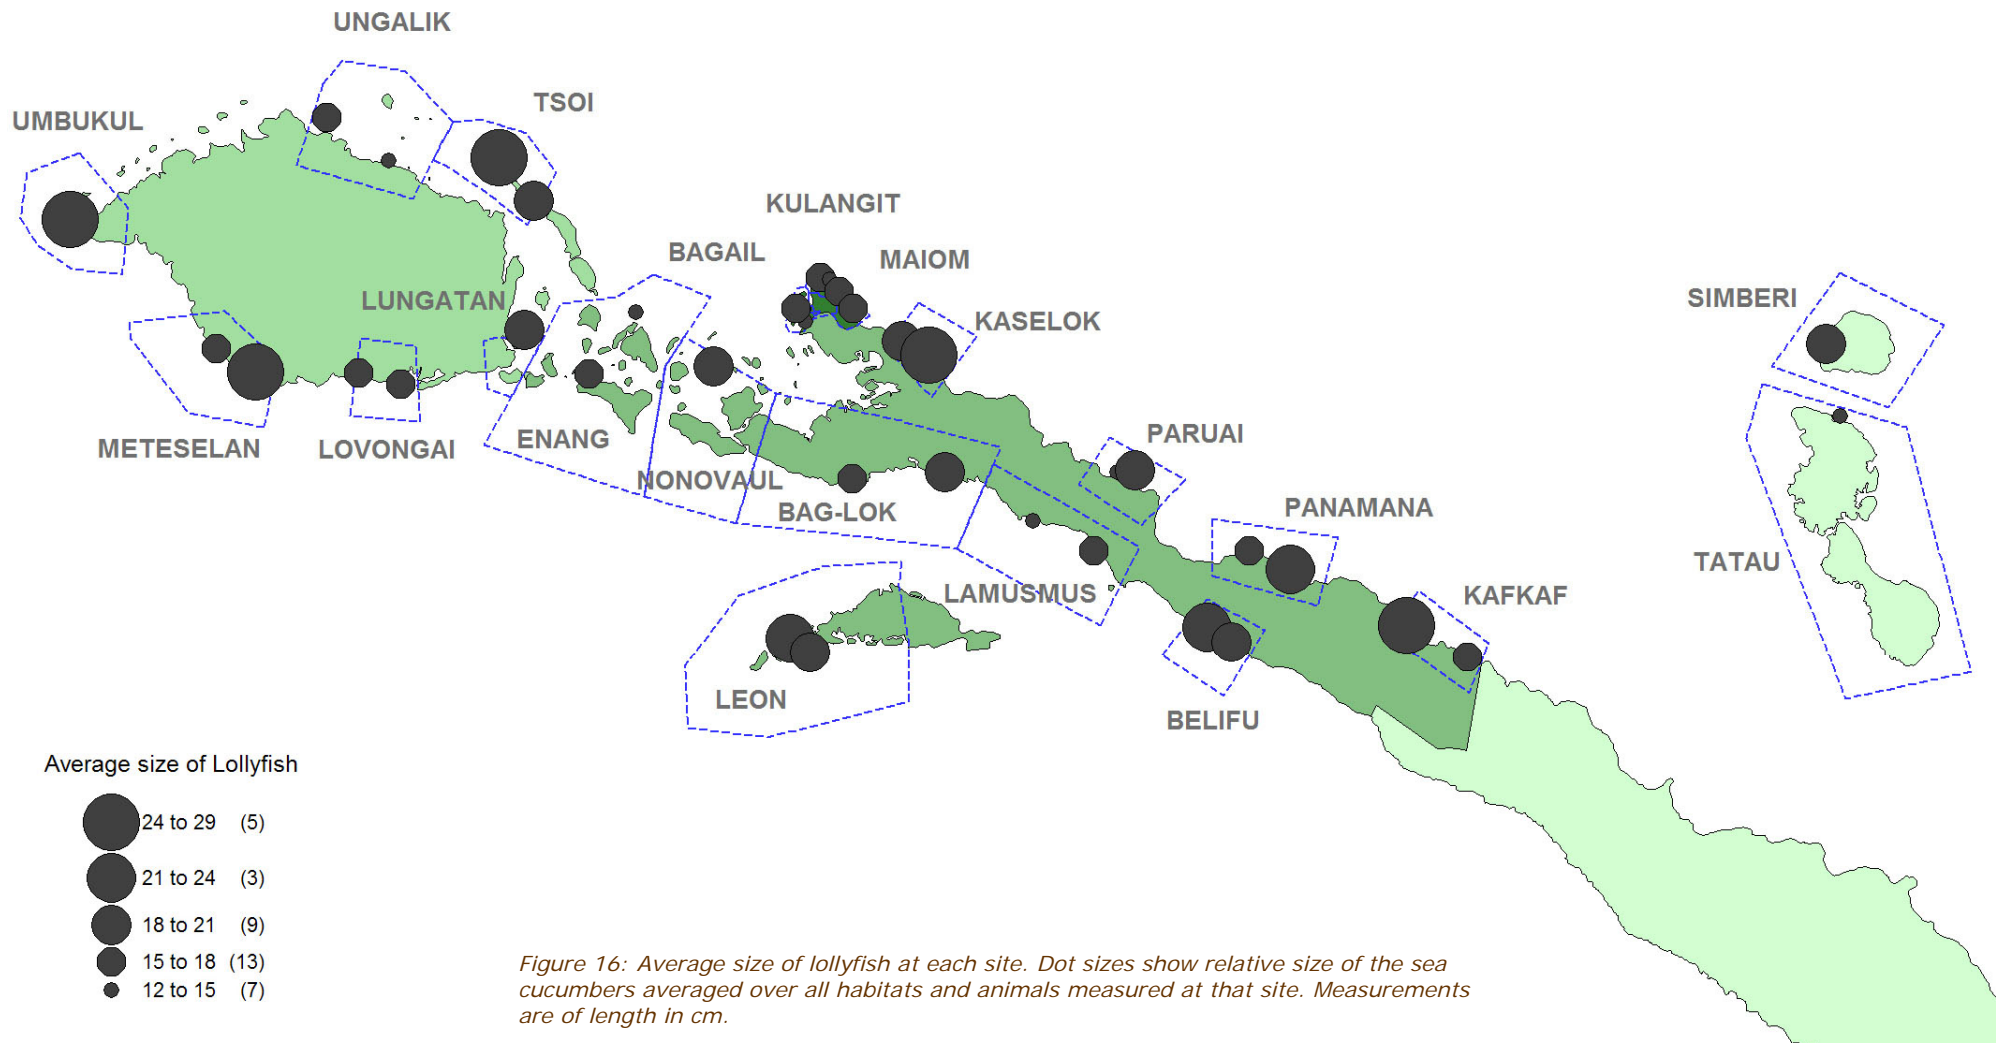 UNGALIK
TSOI
UMBUKUL
KULANGIT
BAGAIL
MAIOM
LUNGATAN
SIMBERI
KASELOK
METESELAN
LOVONGAI
ENANG
PARUAI
NONOVAUL
BAG-LOK
PANAMANA
TATAU
LAMUSMUS
KAFKAF
LEON
BELIFU
Average size of Lollyfish
24 to 29 (5)
21 to 24 (3)
18 to 21 (9)
15 to 18 (13)
12 to 15 (7)
Figure 16: Average size of lollyfish at each site. Dot sizes show relative size of the sea
cucumbers averaged over all habitats and animals measured at that site. Measurements
are of length in cm.